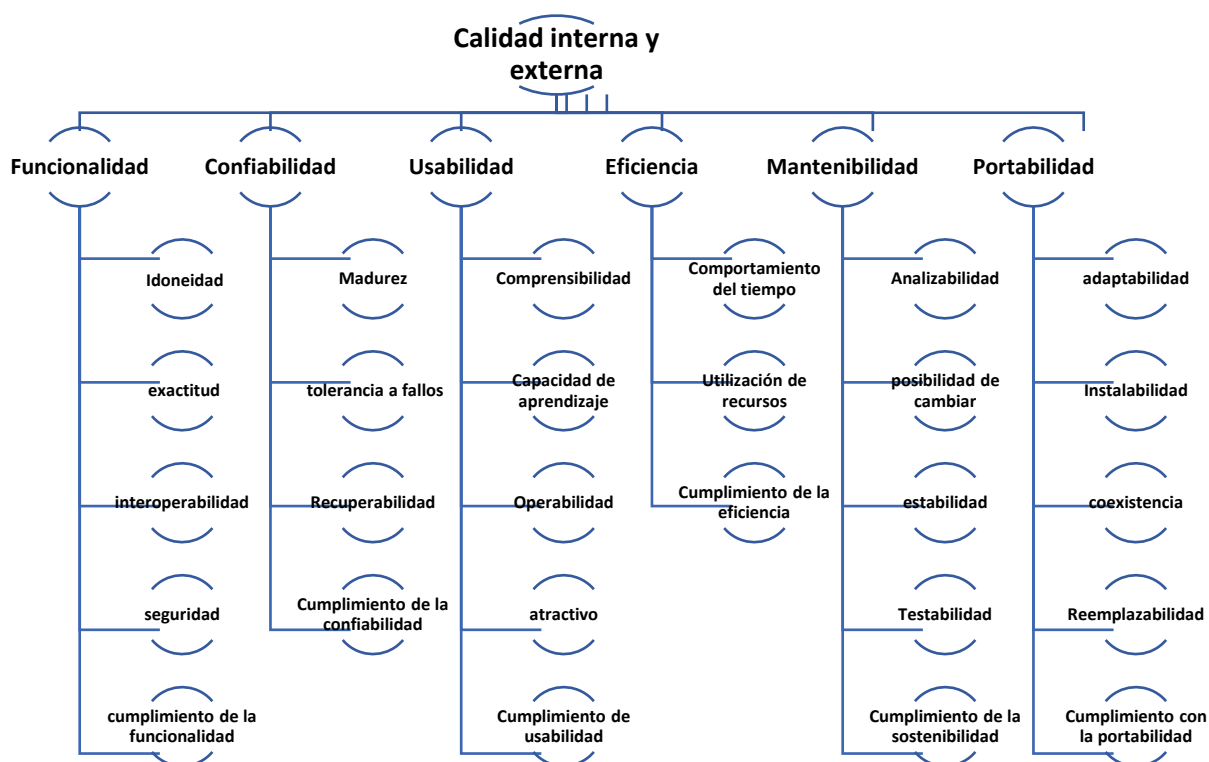 Calidad interna y
externa
Funcionalidad
Idoneidad
exactitud
interoperabilidad
seguridad
cumplimiento de la
funcionalidad
Confiabilidad
Madurez
tolerancia a fallos
Recuperabilidad
Cumplimiento de la
confiabilidad
Usabilidad
Comprensibilidad
Capacidad de
aprendizaje
Operabilidad
atractivo
Cumplimiento de
usabilidad
Eficiencia
Comportamiento
del tiempo
Utilización de
recursos
Cumplimiento de la
eficiencia
Mantenibilidad
Analizabilidad
posibilidad de
cambiar
estabilidad
Testabilidad
Cumplimiento de la
sostenibilidad
Portabilidad
adaptabilidad
Instalabilidad
coexistencia
Reemplazabilidad
Cumplimiento con
la portabilidad